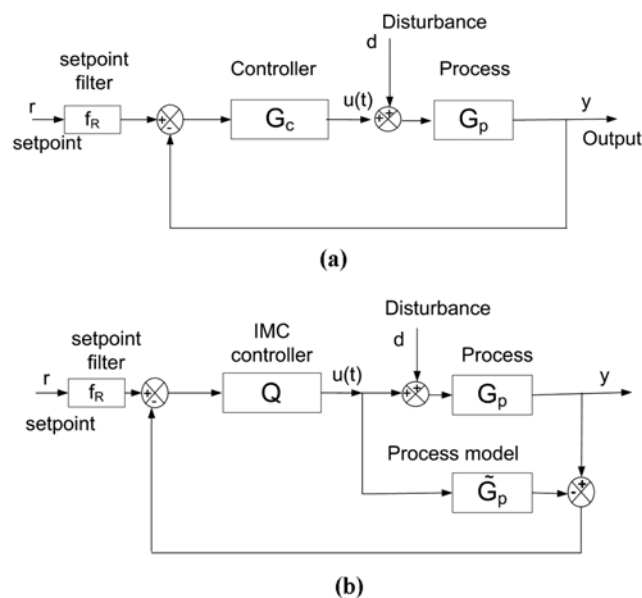 Disturbance
d
setpoint
filter
Controller
Process
r
f_R
+
-
G_c
u(t)
+
+
G_p
y
setpoint
Output
(a)
Disturbance
IMC
controller
setpoint
filter
d
Process
r
f_R
+
-
Q
u(t)
+
+
G_p
y
setpoint
Process model
G̃_p
-
+
(b)